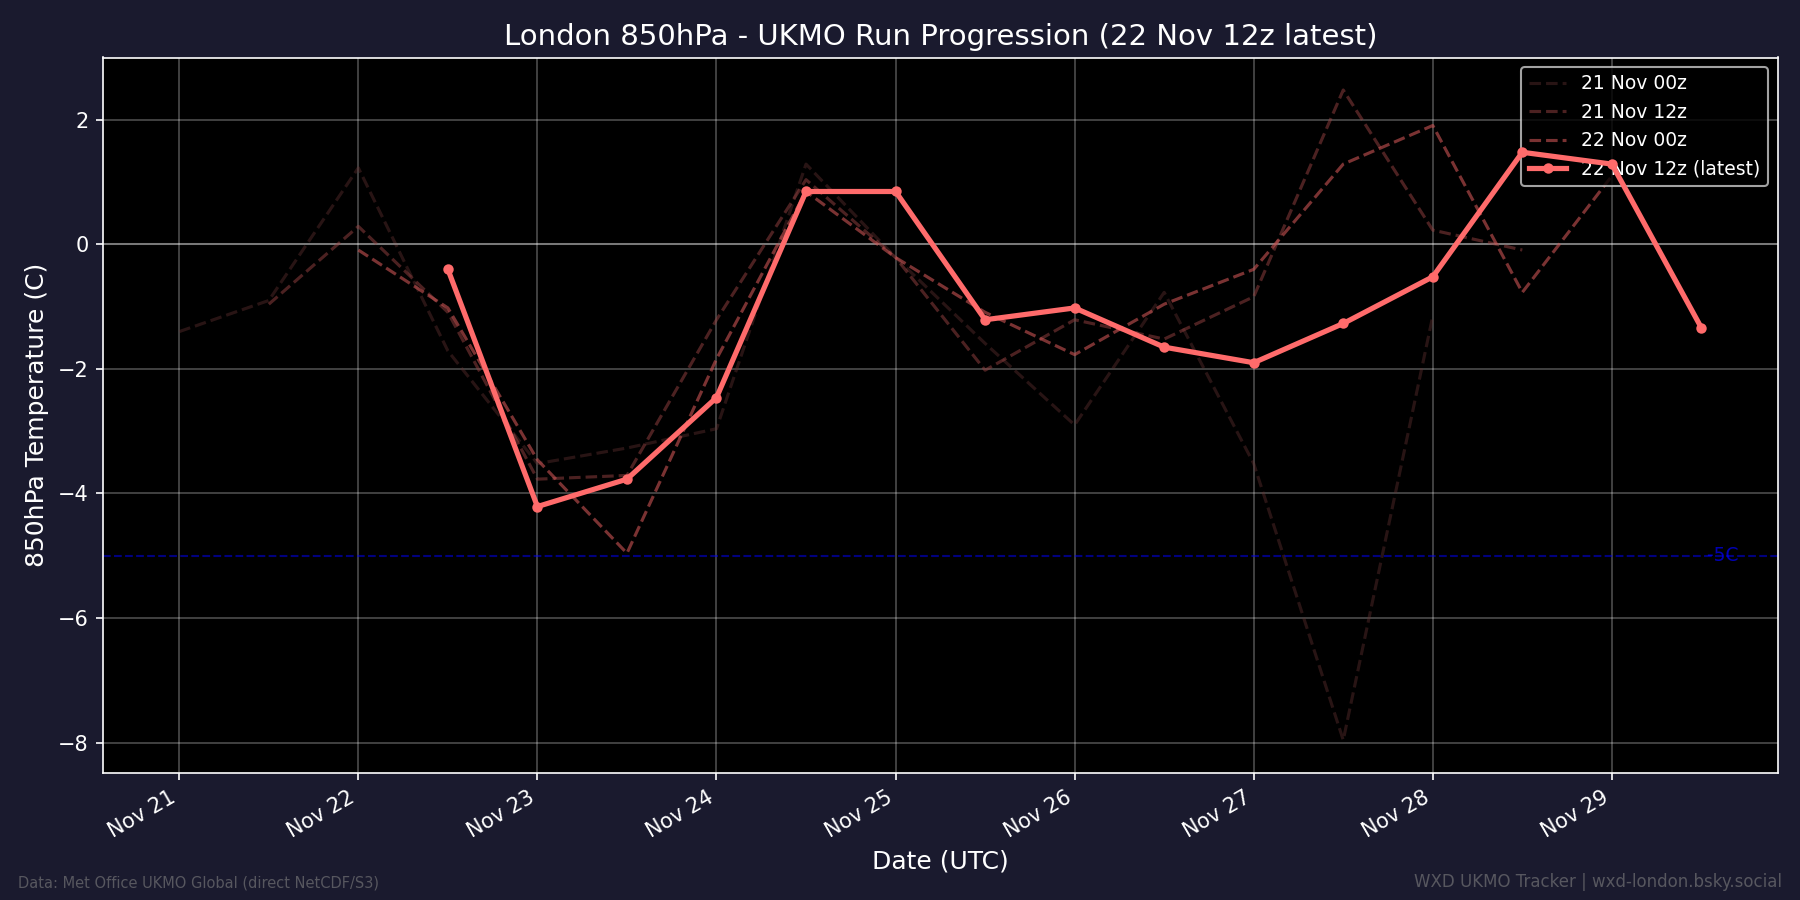 London 850hPa - UKMO Run Progression (22 Nov 12z latest)
21 Nov 00z
21 Nov 12z
22 Nov 00z
22 Nov 12z (latest)
850hPa Temperature (C)
2
0
−2
−4
−6
−8
-5C
Nov 21
Nov 22
Nov 23
Nov 24
Nov 25
Nov 26
Nov 27
Nov 28
Nov 29
Date (UTC)
Data: Met Office UKMO Global (direct NetCDF/S3)
WXD UKMO Tracker | wxd-london.bsky.social